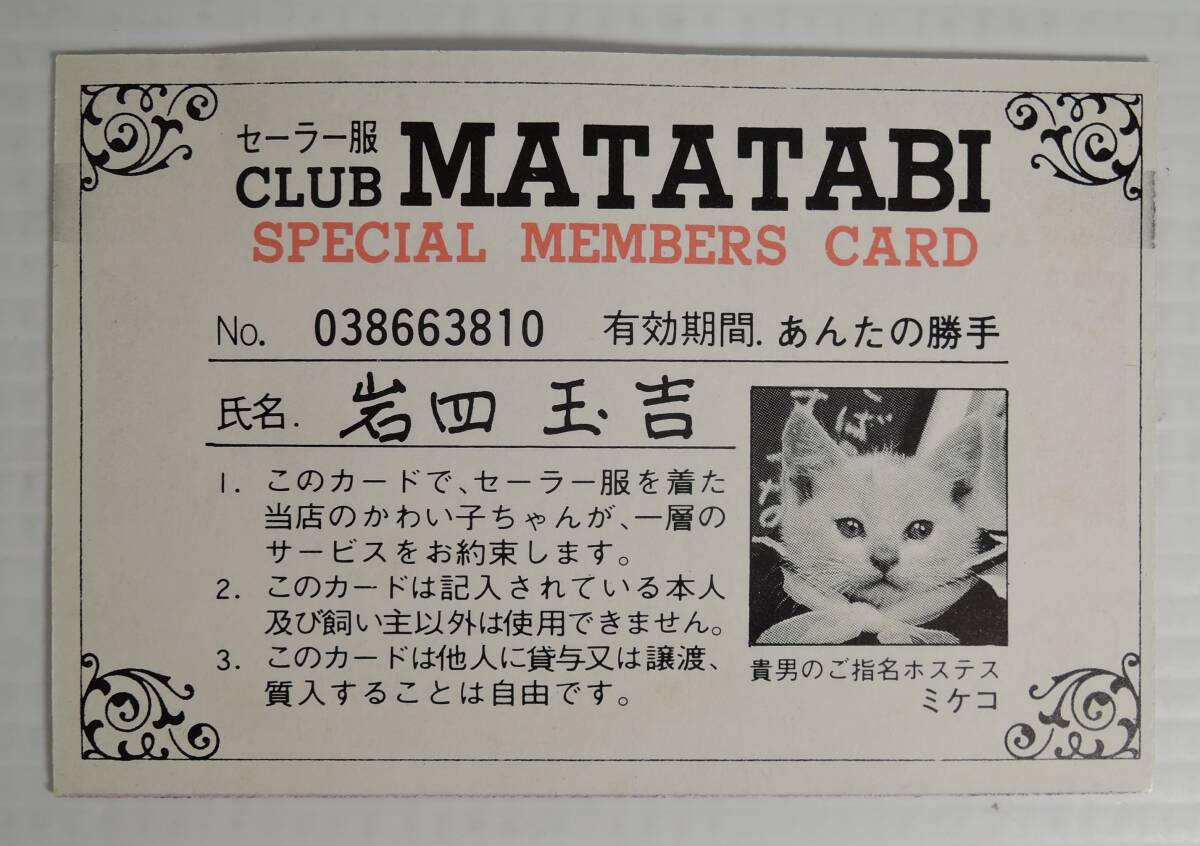 セーラー服
CLUB MATATABI
SPECIAL MEMBERS CARD
No. 038663810 有効期間. あんたの勝手
氏名. 岩四 玉吉
1. このカードで、セーラー服を着た
当店のかわい子ちゃんが、一層の
サービスをお約束します。
2. このカードは記入されている本人
及び飼い主以外は使用できません。
3. このカードは他人に貸与又は譲渡、
質入することは自由です。
貴男のご指名ホステス
ミケコ